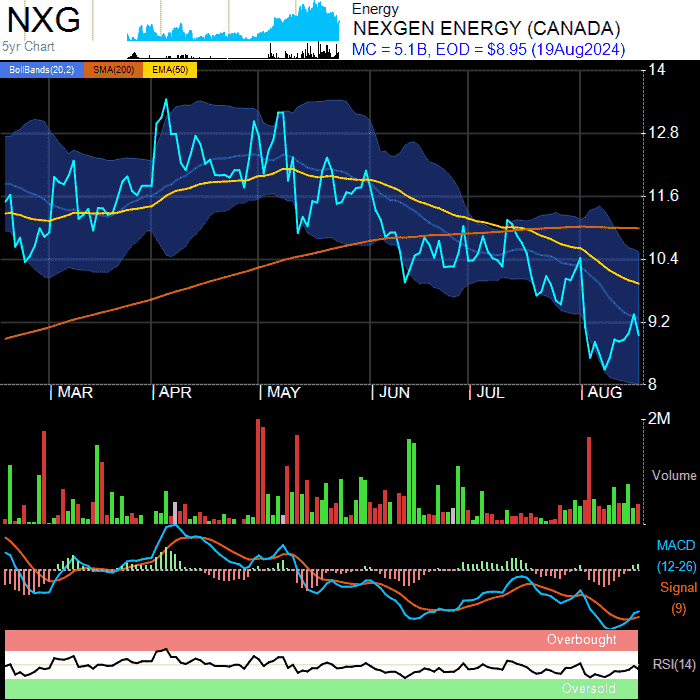 NXG
5yr Chart
Energy
NEXGEN ENERGY (CANADA)
MC = 5.1B, EOD = $8.95 (19Aug2024)
BollBands(20,2) SMA(200) EMA(50)
14
12.8
11.6
10.4
9.2
8
MAR APR MAY JUN JUL AUG
2M
Volume
MACD
(12-26)
Signal
(9)
Overbought
RSI(14)
Oversold